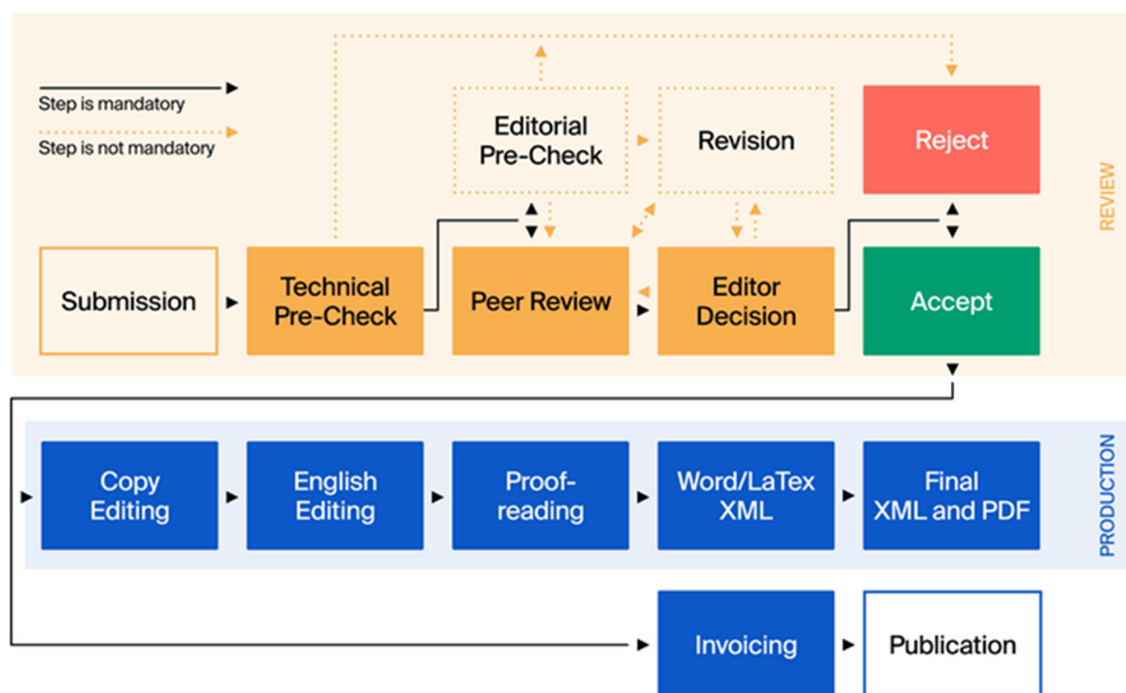 Step is mandatory
Step is not mandatory
Editorial
Pre-Check
Revision
Reject
REVIEW
Submission
Technical
Pre-Check
Peer Review
Editor
Decision
Accept
Copy
Editing
English
Editing
Proof-
reading
Word/LaTex
XML
Final
XML and PDF
PRODUCTION
Invoicing
Publication